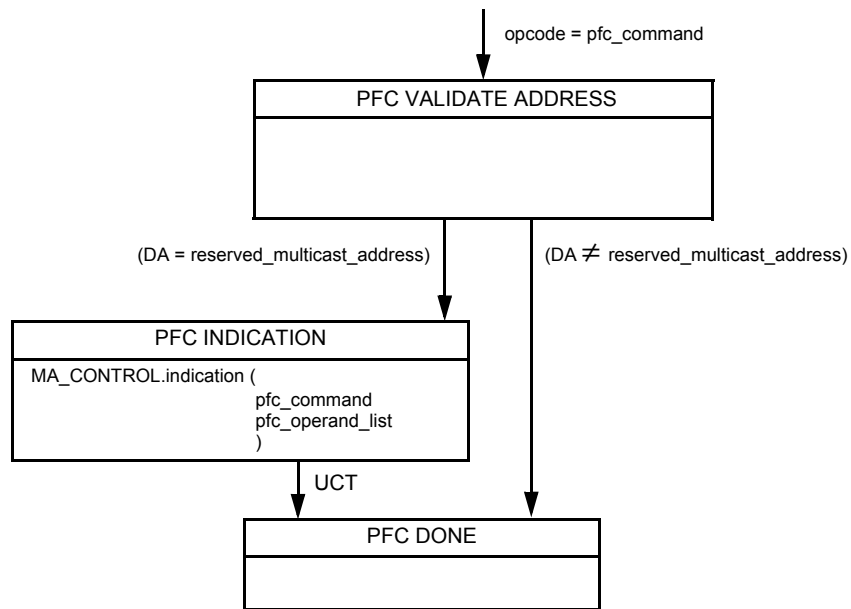 opcode = pfc_command
PFC VALIDATE ADDRESS
(DA = reserved_multicast_address)
(DA ≠ reserved_multicast_address)
PFC INDICATION
MA_CONTROL.indication (
pfc_command
pfc_operand_list
)
UCT
PFC DONE